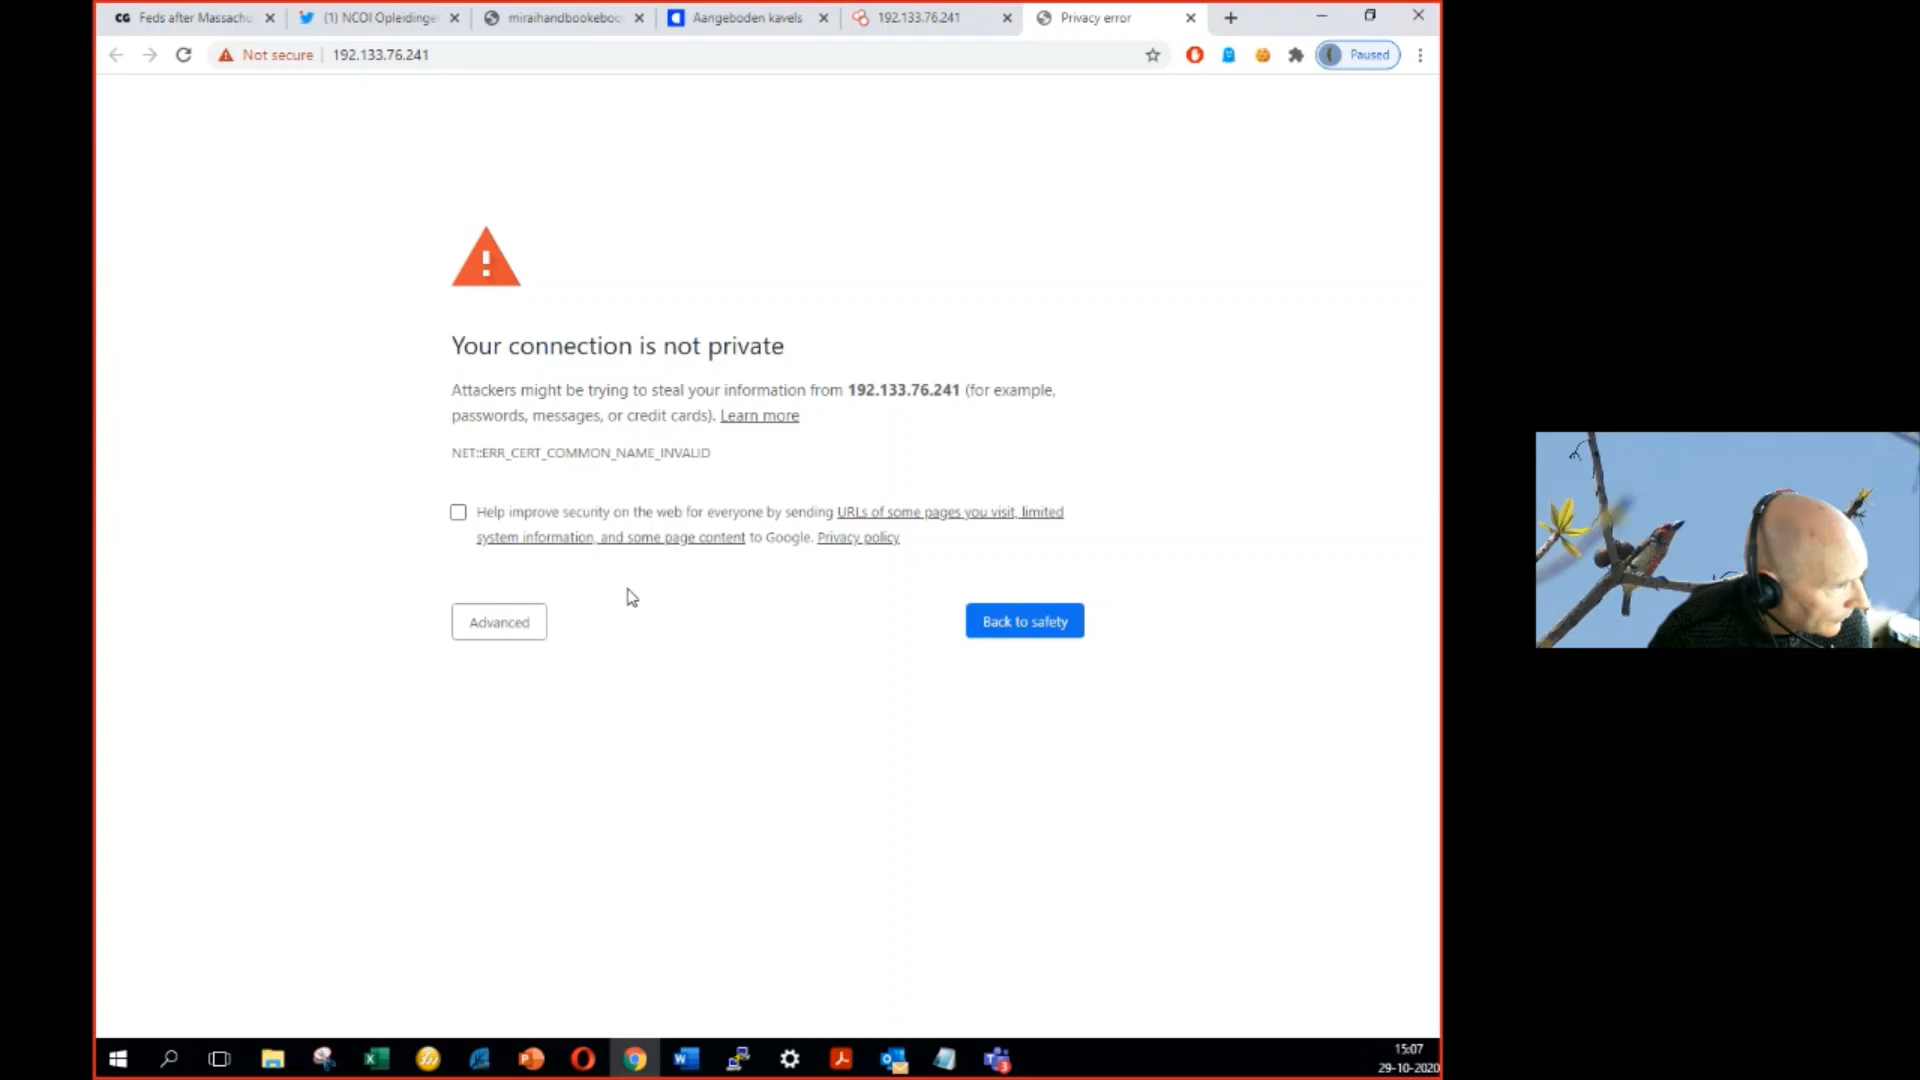 CG Feds after Massachu
(1) NCOI Opleidinge
miraihandbookeboo
Aangeboden kavels
192.133.76.241
Privacy error
Not secure
192.133.76.241
Paused
Your connection is not private
Attackers might be trying to steal your information from 192.133.76.241 (for example,
passwords, messages, or credit cards). Learn more
NET::ERR_CERT_COMMON_NAME_INVALID
Help improve security on the web for everyone by sending URLs of some pages you visit, limited
system information, and some page content to Google. Privacy policy
Advanced
Back to safety
15:07
29-10-2020